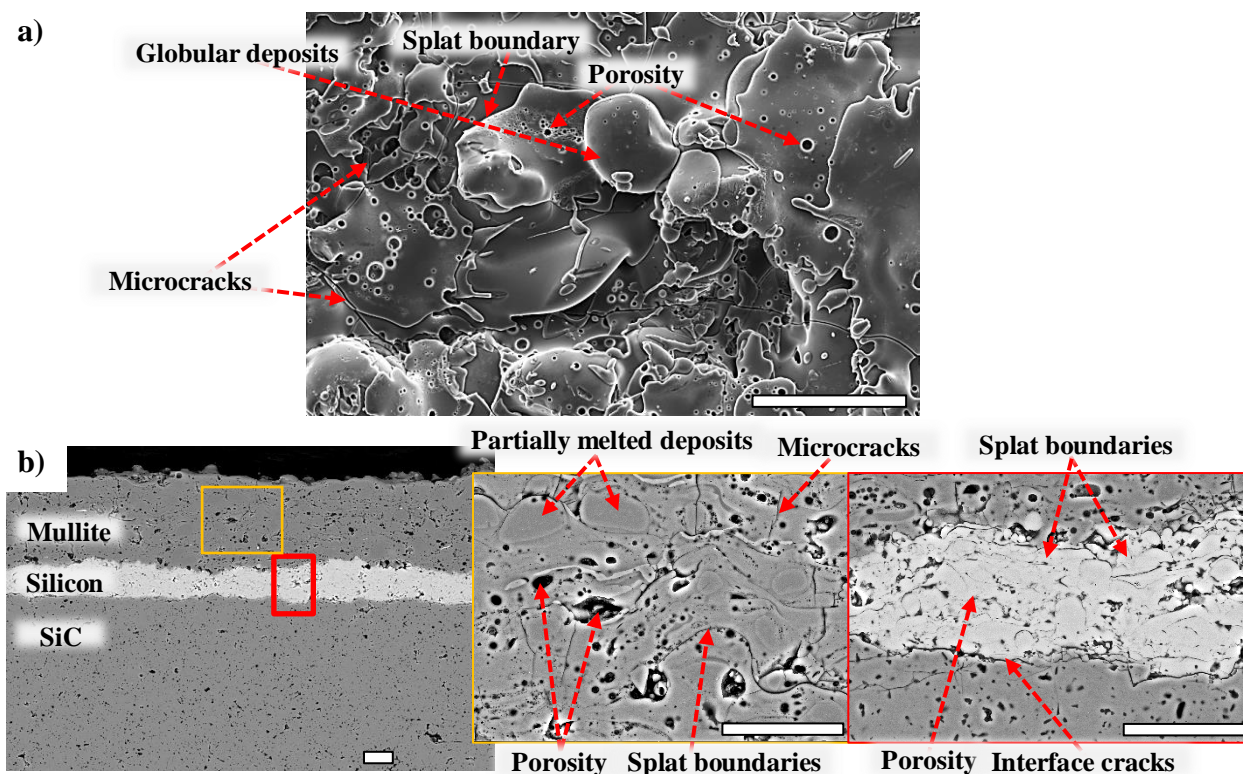 a)
Splat boundary
Globular deposits
Porosity
Microcracks
b)
Partially melted deposits
Microcracks
Splat boundaries
Mullite
Silicon
SiC
Porosity
Splat boundaries
Porosity
Interface cracks